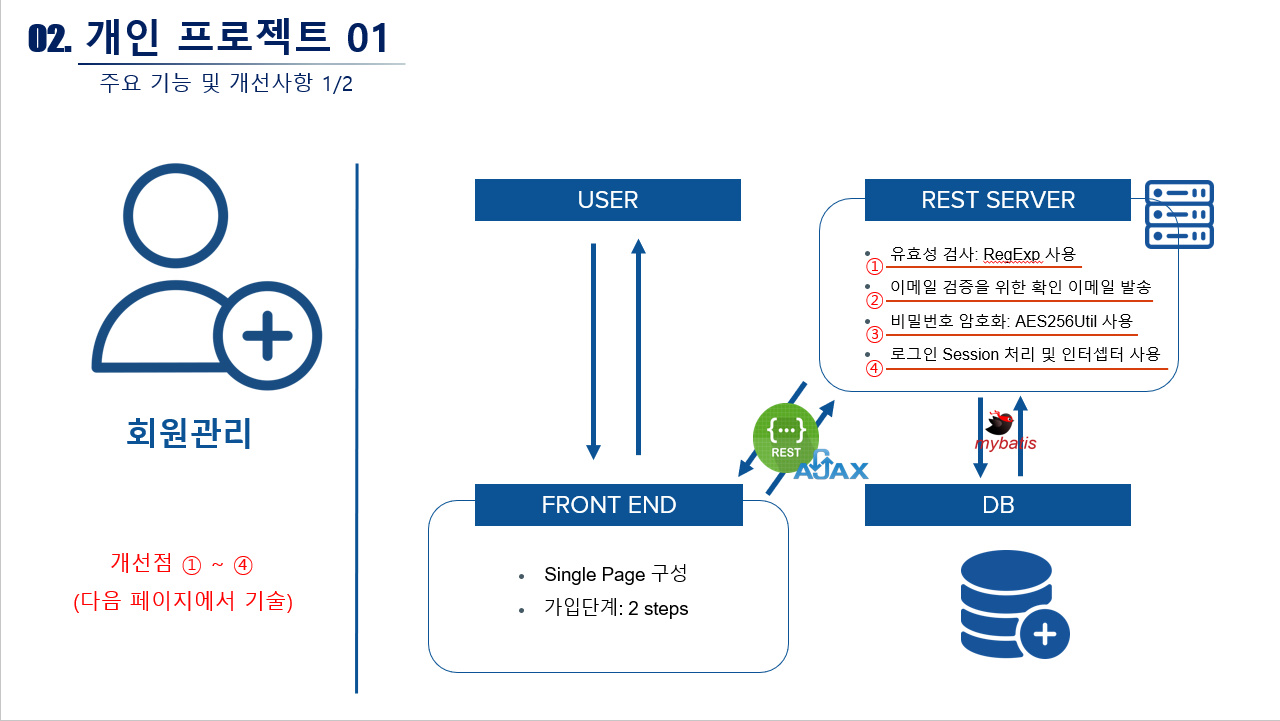 02. 개인 프로젝트 01
주요 기능 및 개선사항 1/2
회원관리
개선점 ① ~ ④
(다음 페이지에서 기술)
USER
REST SERVER
• 유효성 검사: RegExp 사용
①
• 이메일 검증을 위한 확인 이메일 발송
②
• 비밀번호 암호화: AES256Util 사용
③
• 로그인 Session 처리 및 인터셉터 사용
④
{···}
REST
AJAX
mybatis
FRONT END
• Single Page 구성
• 가입단계: 2 steps
DB